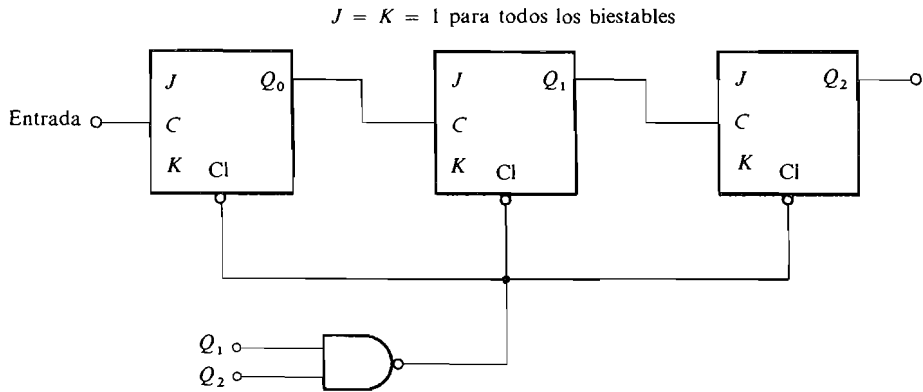 J = K = 1 para todos los biestables
J Q₀
Entrada C
K Cl
J Q₁
C
K Cl
J Q₂
C
K Cl
Q₁
Q₂